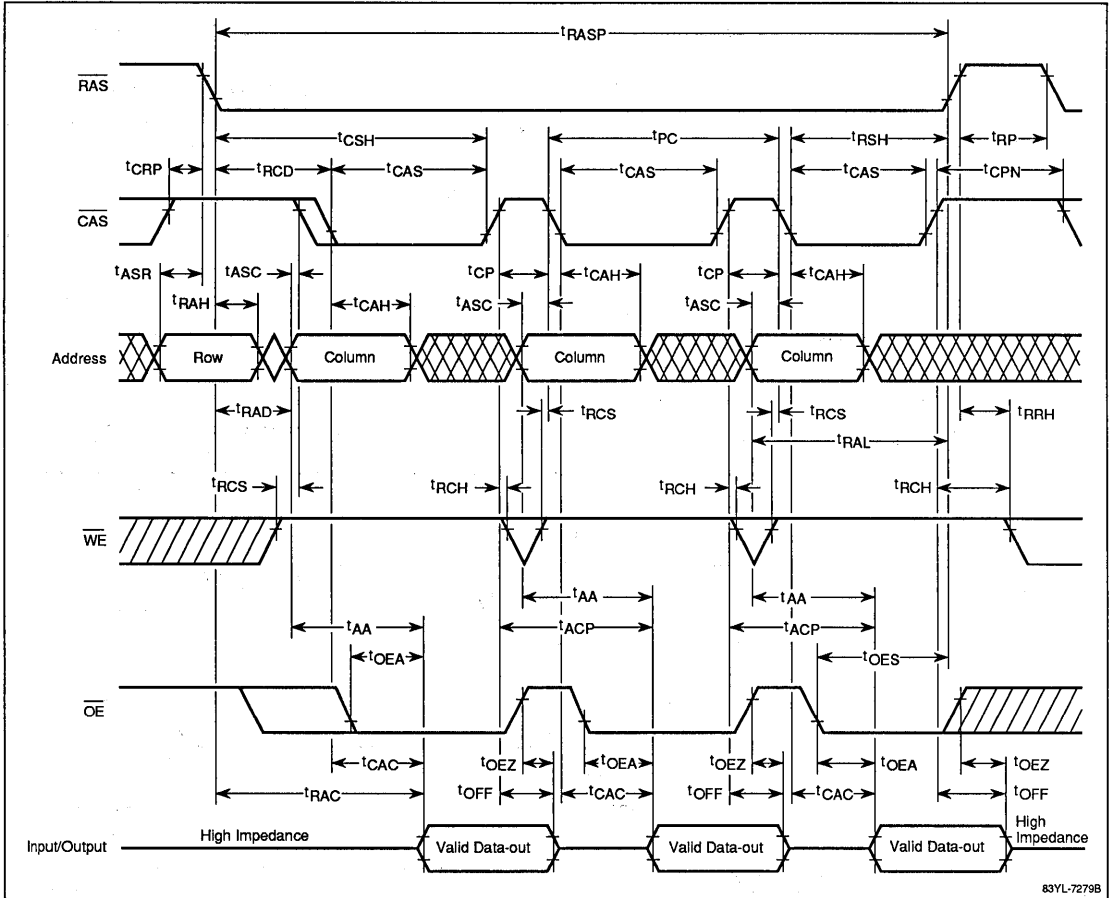 tRASP
RAS
tCSH tPC tRSH tRP
tCRP tRCD tCAS tCAS tCAS tCPN
CAS
tASR tASC tCP tCAH tCP tCAH
tRAH tCAH tASC tASC
Address Row Column Column Column
tRAD tRCS tRCS tRRH
tRAL
tRCS tRCH tRCH tRCH
WE
tAA tAA
tAA tACP tACP
tOEA tOES
OE
tCAC tOEZ tOEA tOEZ tOEA tOEZ
tRAC tOFF tCAC tOFF tCAC tOFF
High Impedance High
Impedance
Input/Output Valid Data-out Valid Data-out Valid Data-out
83YL-7279B